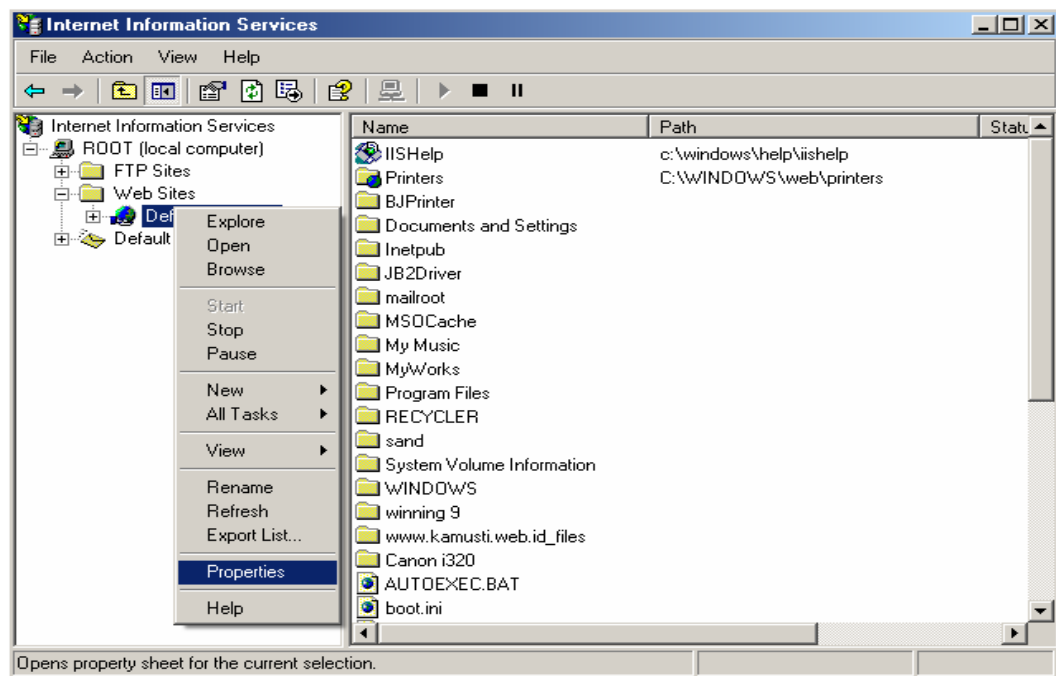 Internet Information Services
File Action View Help
Internet Information Services
ROOT (local computer)
FTP Sites
Web Sites
Def
Default
Explore
Open
Browse
Start
Stop
Pause
New
All Tasks
View
Rename
Refresh
Export List...
Properties
Help
Name Path Statu
IISHelp c:\windows\help\iishelp
Printers C:\WINDOWS\web\printers
BJPrinter
Documents and Settings
Inetpub
JB2Driver
mailroot
MSOCache
My Music
MyWorks
Program Files
RECYCLER
sand
System Volume Information
WINDOWS
winning 9
www.kamusti.web.id_files
Canon i320
AUTOEXEC.BAT
boot.ini
Opens property sheet for the current selection.